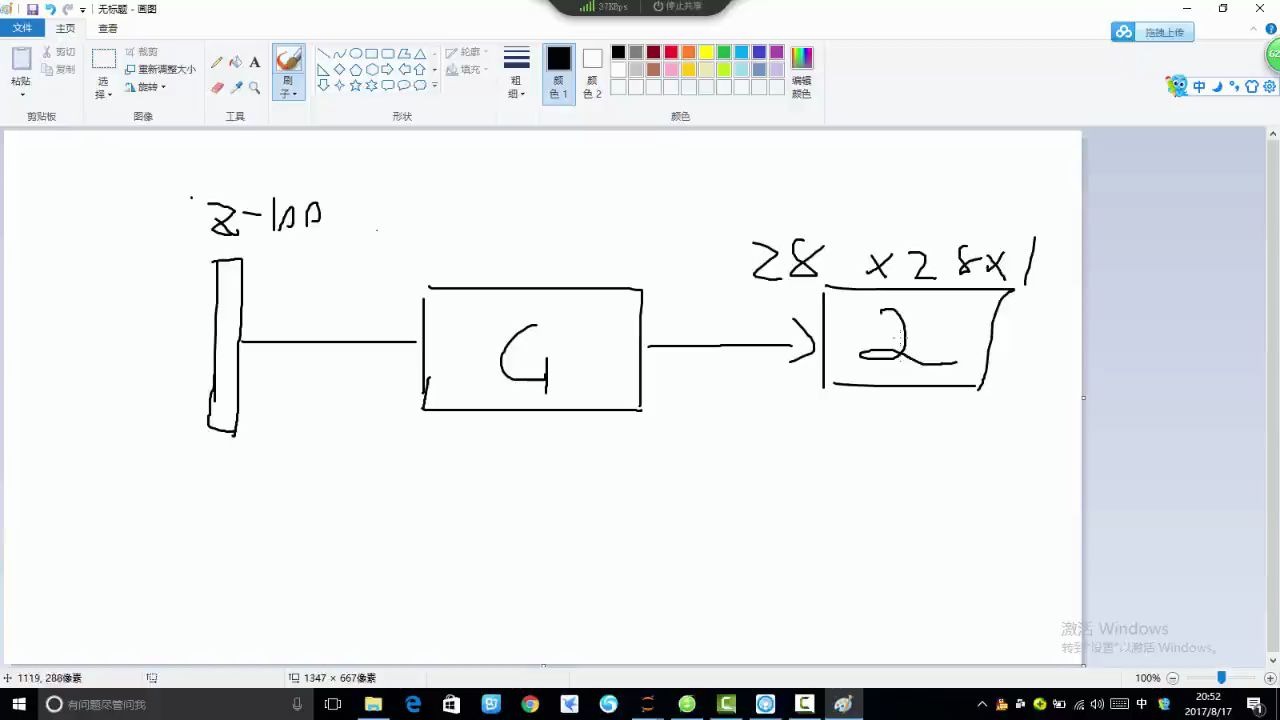 无标题 - 画图
37Kbps 停止共享
文件 主页 查看
拖拽上传
粘贴 剪切 复制
选择 裁剪 重新调整大小 旋转
A
刷子
轮廓 填充
粗细
颜色 1 颜色 2
编辑颜色
中
剪贴板 图像 工具 形状 颜色
z-100
28 x28x1
G
2
激活 Windows
转到"设置"以激活 Windows。
1119, 286像素
1347 × 667像素
100%
有问题尽管问我
中
20:52
2017/8/17